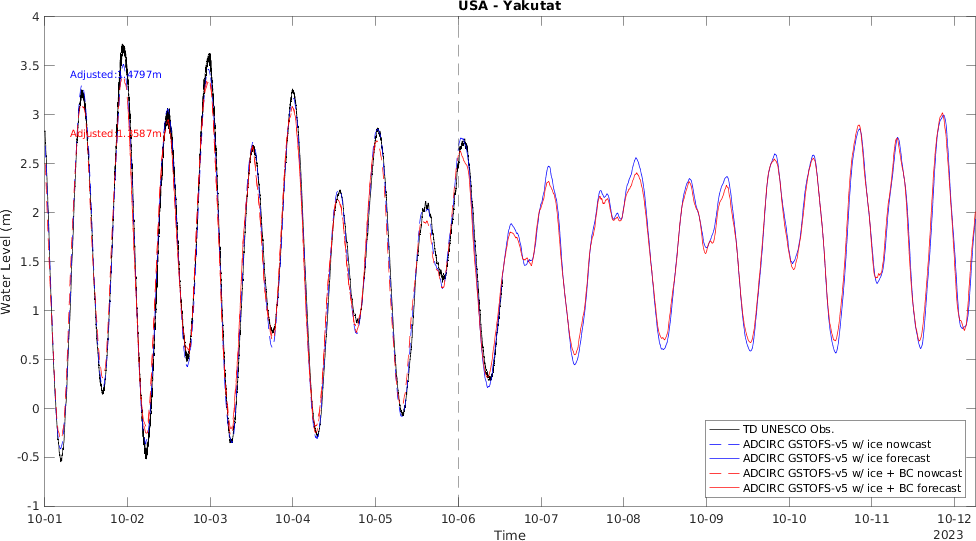 USA - Yakutat
4
3.5
3
2.5
2
1.5
1
0.5
0
-0.5
-1
Water Level (m)
Adjusted:1.4797m
Adjusted:1.3587m
TD UNESCO Obs.
ADCIRC GSTOFS-v5 w/ ice nowcast
ADCIRC GSTOFS-v5 w/ ice forecast
ADCIRC GSTOFS-v5 w/ ice + BC nowcast
ADCIRC GSTOFS-v5 w/ ice + BC forecast
10-01 10-02 10-03 10-04 10-05 10-06 10-07 10-08 10-09 10-10 10-11 10-12
Time
2023